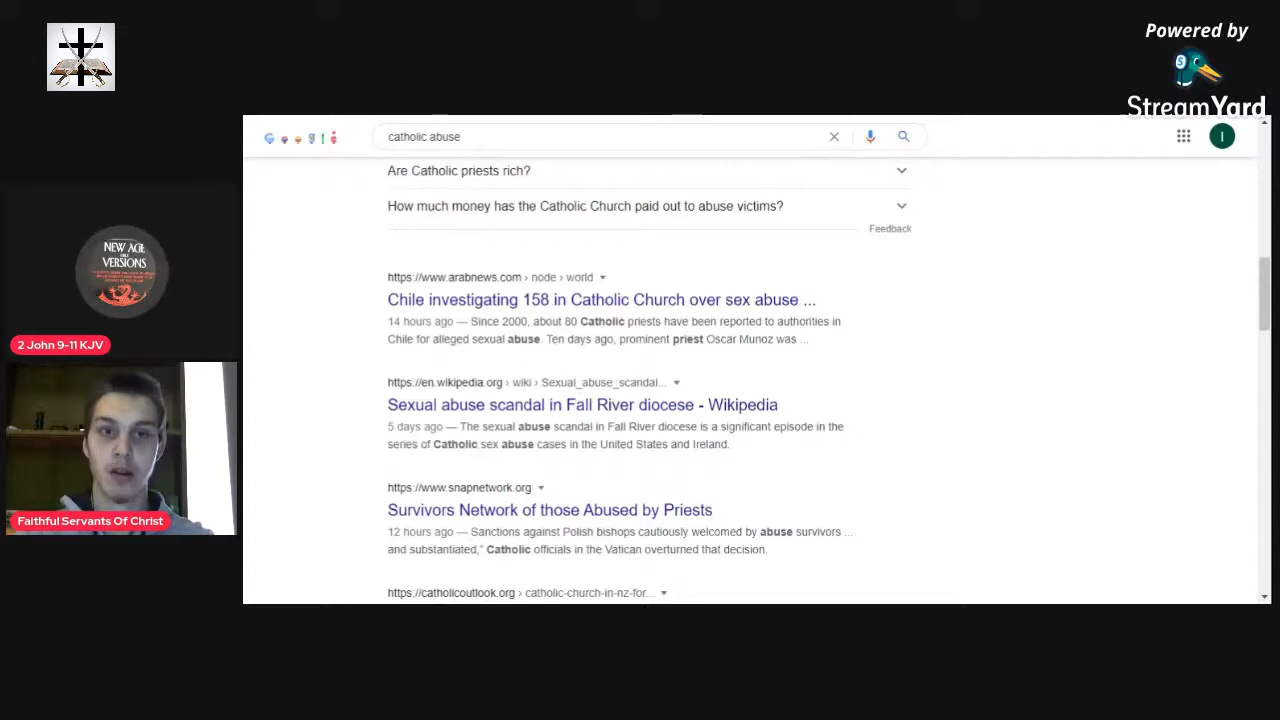 Powered by
StreamYard
catholic abuse
I
Are Catholic priests rich?
How much money has the Catholic Church paid out to abuse victims?
Feedback
https://www.arabnews.com › node › world
Chile investigating 158 in Catholic Church over sex abuse ...
14 hours ago — Since 2000, about 80 Catholic priests have been reported to authorities in
Chile for alleged sexual abuse. Ten days ago, prominent priest Oscar Munoz was ...
https://en.wikipedia.org › wiki › Sexual_abuse_scandal...
Sexual abuse scandal in Fall River diocese - Wikipedia
5 days ago — The sexual abuse scandal in Fall River diocese is a significant episode in the
series of Catholic sex abuse cases in the United States and Ireland.
https://www.snapnetwork.org
Survivors Network of those Abused by Priests
12 hours ago — Sanctions against Polish bishops cautiously welcomed by abuse survivors ...
and substantiated,” Catholic officials in the Vatican overturned that decision.
https://catholicoutlook.org › catholic-church-in-nz-for...
NEW AGE
BIBLE
VERSIONS
2 John 9-11 KJV
Faithful Servants Of Christ